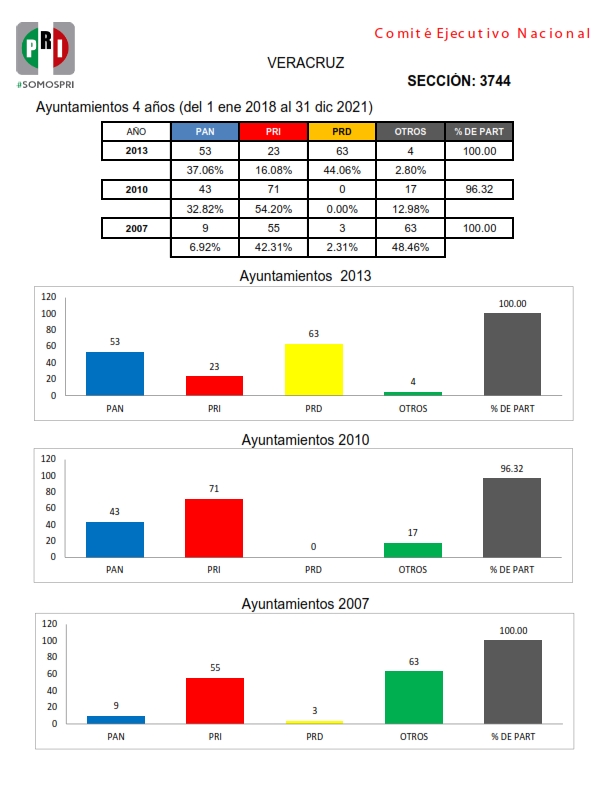 Comité Ejecutivo Nacional
PRI
#SOMOSPRI
VERACRUZ
SECCIÓN: 3744
Ayuntamientos 4 años (del 1 ene 2018 al 31 dic 2021)
AÑO PAN PRI PRD OTROS % DE PART
2013 53 23 63 4 100.00
37.06% 16.08% 44.06% 2.80%
2010 43 71 0 17 96.32
32.82% 54.20% 0.00% 12.98%
2007 9 55 3 63 100.00
6.92% 42.31% 2.31% 48.46%
Ayuntamientos 2013
120
100
80
60
40
20
0
53
23
63
4
100.00
PAN PRI PRD OTROS % DE PART
Ayuntamientos 2010
120
100
80
60
40
20
0
43
71
0
17
96.32
PAN PRI PRD OTROS % DE PART
Ayuntamientos 2007
120
100
80
60
40
20
0
9
55
3
63
100.00
PAN PRI PRD OTROS % DE PART